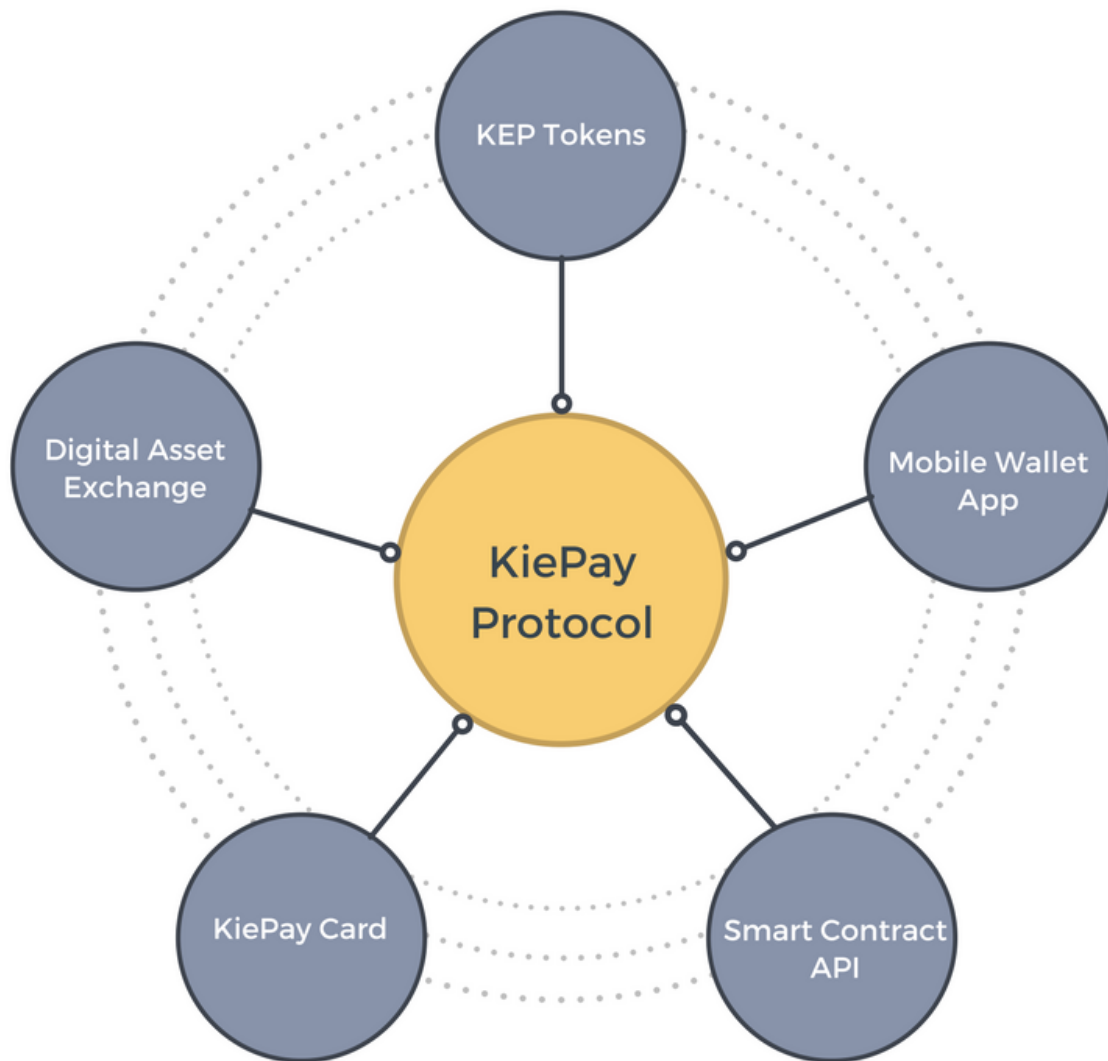 KEP Tokens
Digital Asset
Exchange
Mobile Wallet
App
KiePay
Protocol
KiePay Card
Smart Contract
API